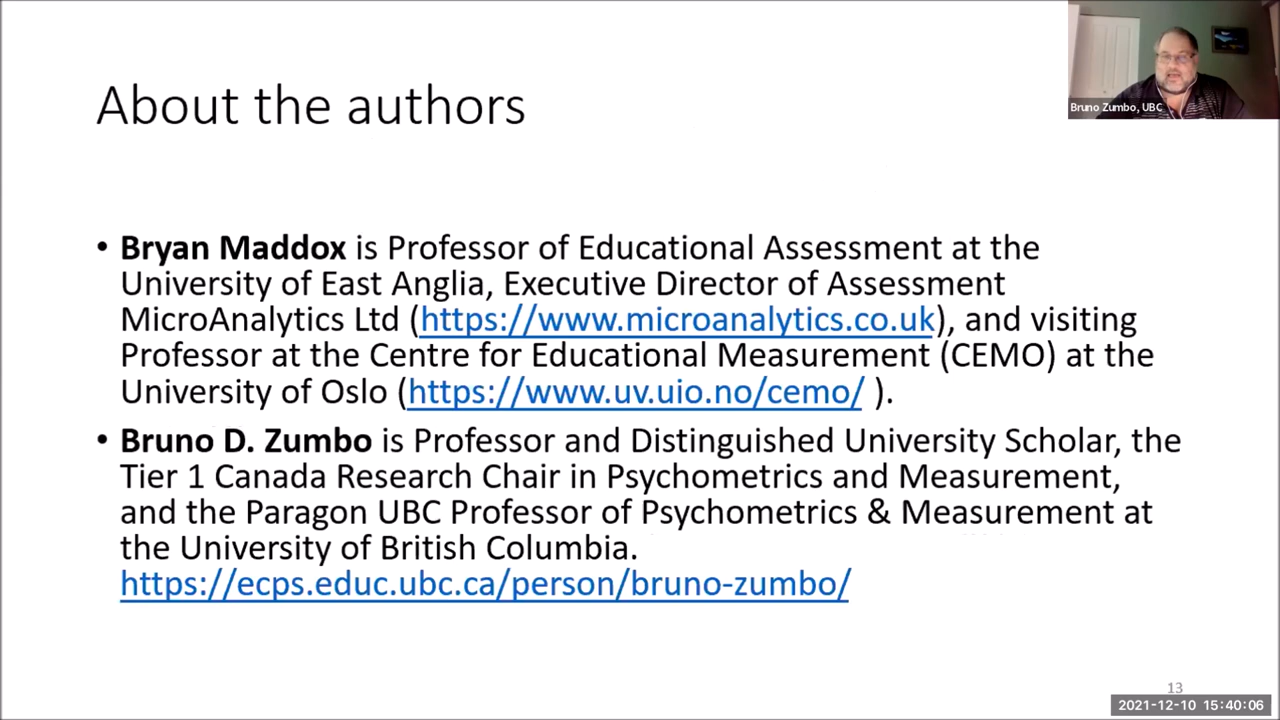 About the authors
Bruno Zumbo, UBC
• Bryan Maddox is Professor of Educational Assessment at the
University of East Anglia, Executive Director of Assessment
MicroAnalytics Ltd (https://www.microanalytics.co.uk), and visiting
Professor at the Centre for Educational Measurement (CEMO) at the
University of Oslo (https://www.uv.uio.no/cemo/ ).
• Bruno D. Zumbo is Professor and Distinguished University Scholar, the
Tier 1 Canada Research Chair in Psychometrics and Measurement,
and the Paragon UBC Professor of Psychometrics & Measurement at
the University of British Columbia.
https://ecps.educ.ubc.ca/person/bruno-zumbo/
13
2021-12-10 15:40:06